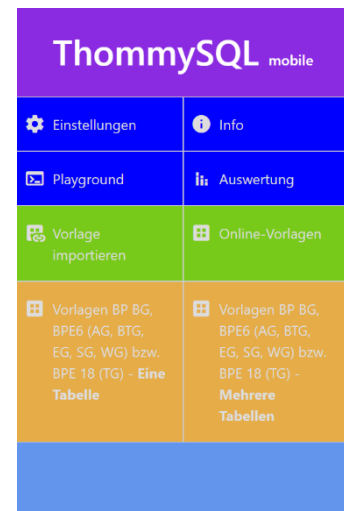 ThommySQL mobile
Einstellungen
Info
Playground
Auswertung
Vorlage
importieren
Online-Vorlagen
Vorlagen BP BG,
BPE6 (AG, BTG,
EG, SG, WG) bzw.
BPE 18 (TG) - Eine
Tabelle
Vorlagen BP BG,
BPE6 (AG, BTG,
EG, SG, WG) bzw.
BPE 18 (TG) -
Mehrere
Tabellen